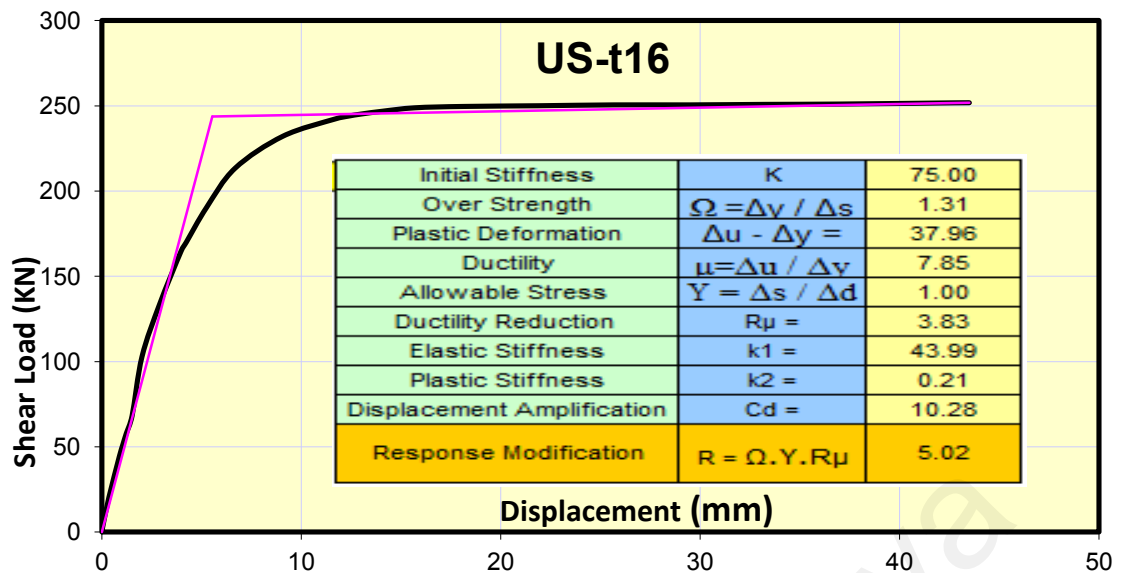 US-t16
Shear Load (KN)
300
250
200
150
100
50
0
Initial Stiffness K 75.00
Over Strength Ω =Δy / Δs 1.31
Plastic Deformation Δu - Δy = 37.96
Ductility μ=Δu / Δy 7.85
Allowable Stress Y = Δs / Δd 1.00
Ductility Reduction Rμ = 3.83
Elastic Stiffness k1 = 43.99
Plastic Stiffness k2 = 0.21
Displacement Amplification Cd = 10.28
Response Modification R = Ω.Y.Rμ 5.02
Displacement (mm)
0 10 20 30 40 50